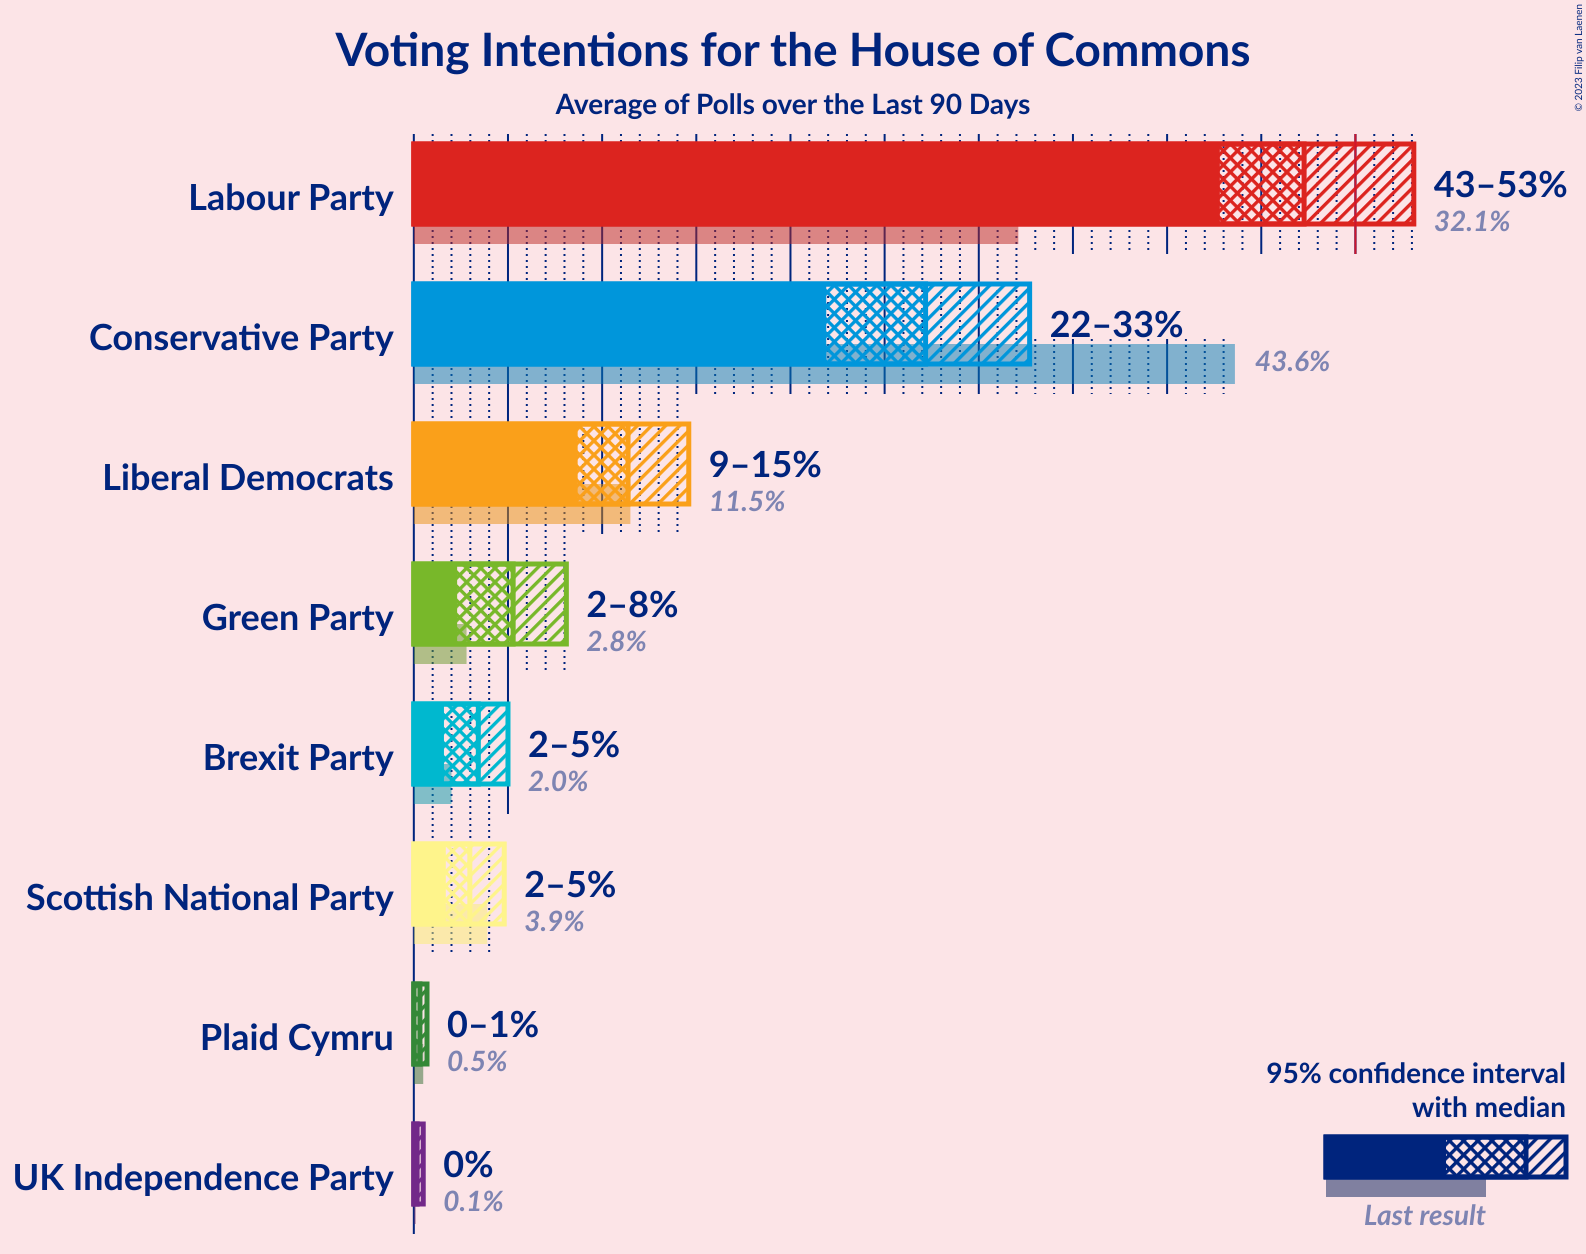 Voting Intentions for the House of Commons
Average of Polls over the Last 90 Days
© 2023 Filip van Laenen
Labour Party
43–53%
32.1%
Conservative Party
22–33%
43.6%
Liberal Democrats
9–15%
11.5%
Green Party
2–8%
2.8%
Brexit Party
2–5%
2.0%
Scottish National Party
2–5%
3.9%
Plaid Cymru
0–1%
0.5%
UK Independence Party
0%
0.1%
95% confidence interval
with median
Last result